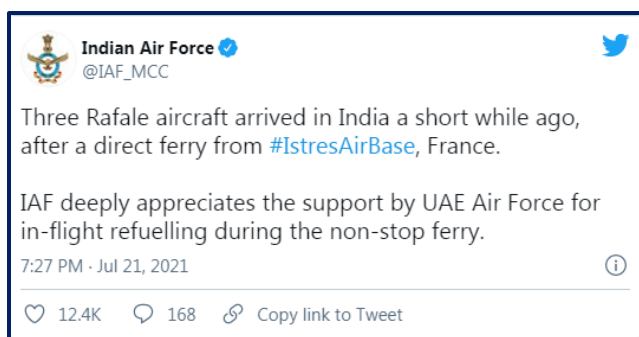 Indian Air Force
@IAF_MCC
Three Rafale aircraft arrived in India a short while ago,
after a direct ferry from #IstresAirBase, France.
IAF deeply appreciates the support by UAE Air Force for
in-flight refuelling during the non-stop ferry.
7:27 PM · Jul 21, 2021
12.4K 168 Copy link to Tweet